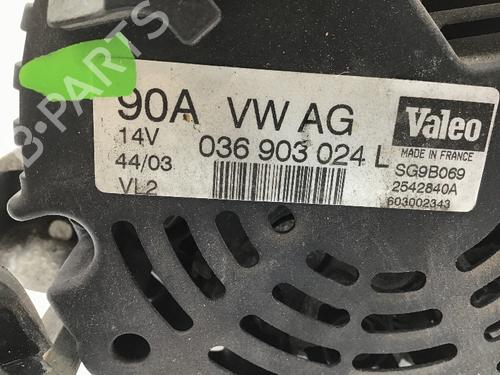 B-PARTS
90A VW AG
14V
036 903 024 L
44/03
VL2
Valeo
MADE IN FRANCE
SG9B069
2542840A
603002343